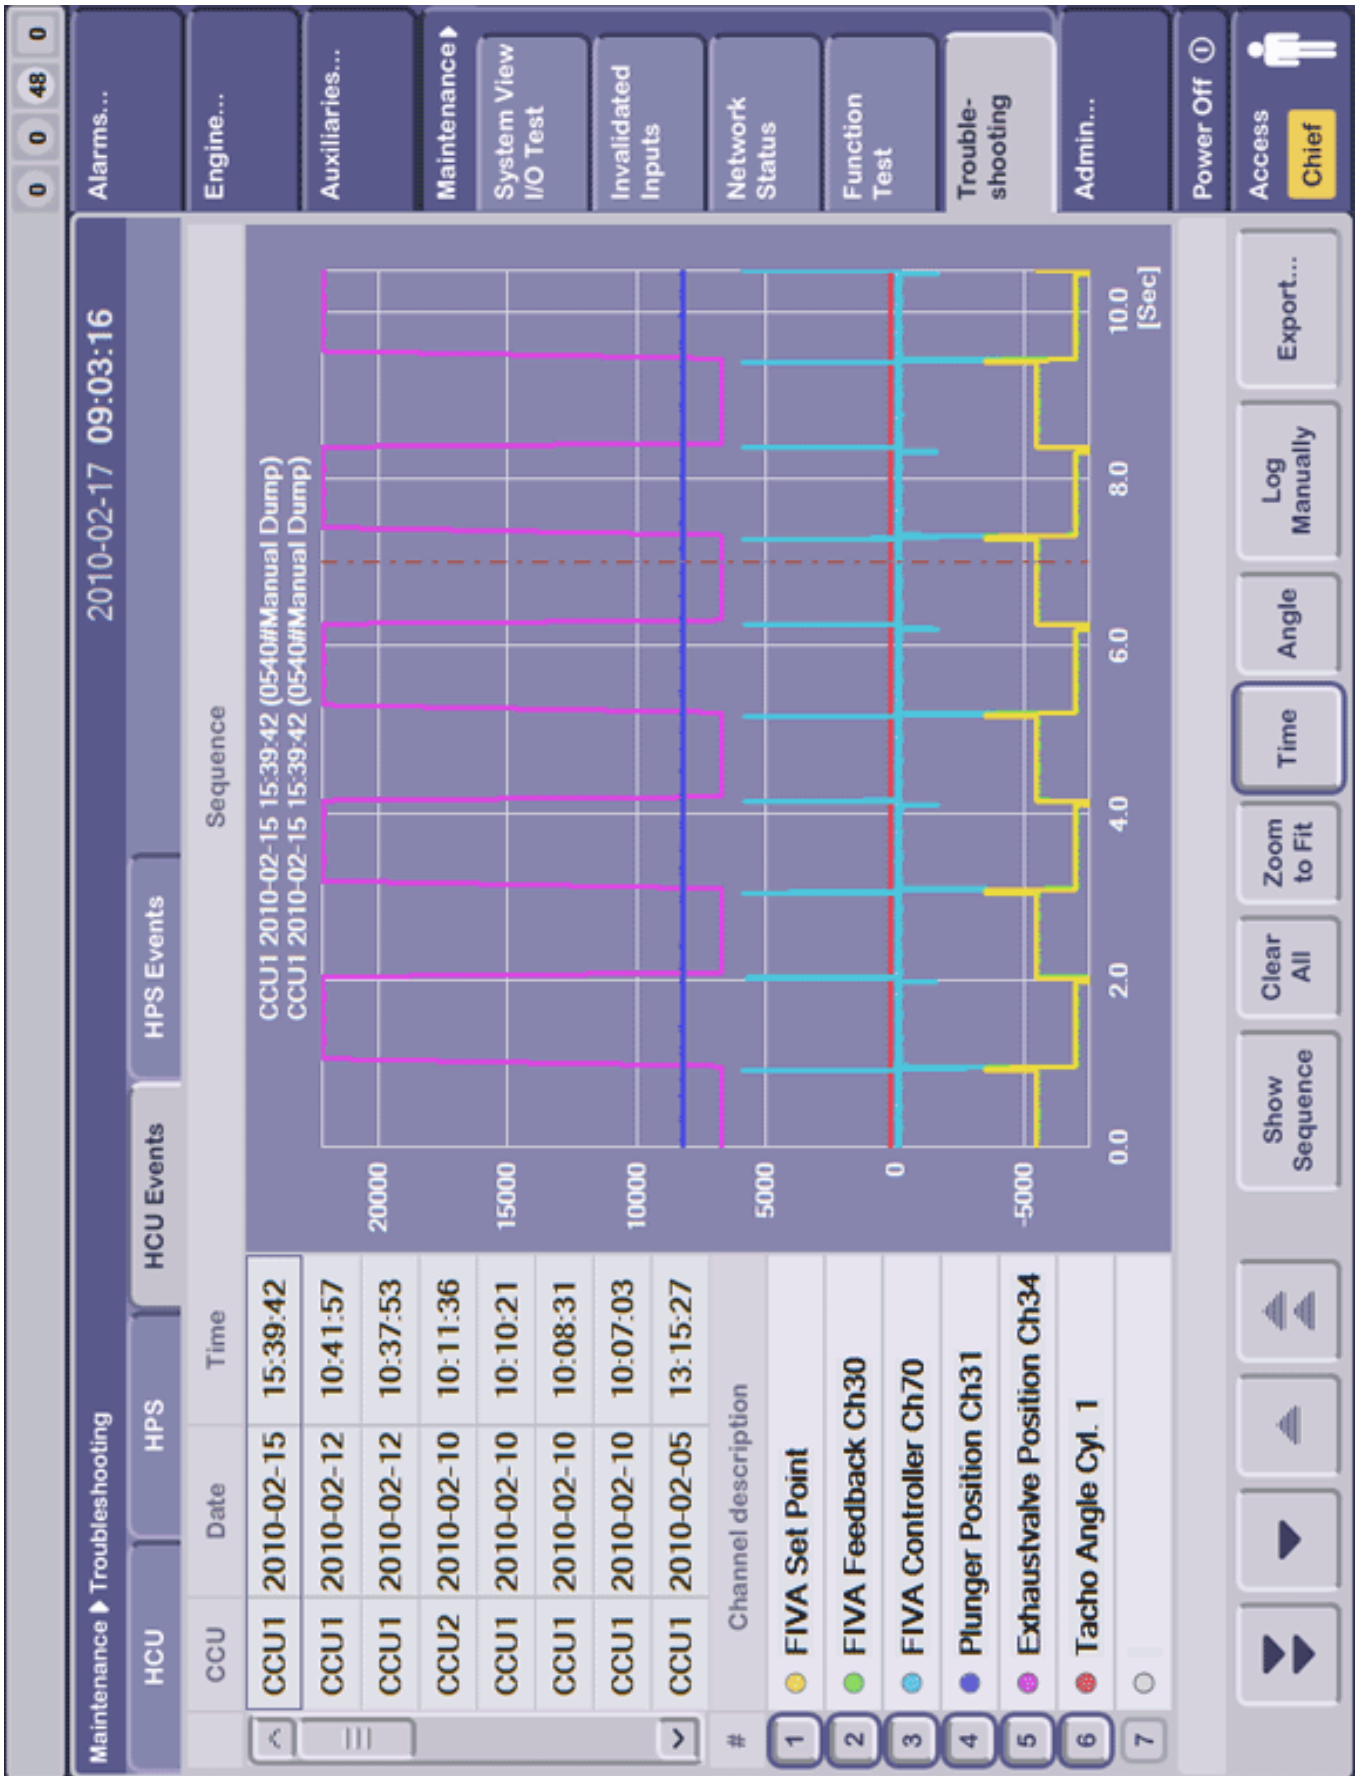 0 0 48 0
Maintenance ▶ Troubleshooting 2010-02-17 09:03:16
HCU HPS HCU Events HPS Events
CCU Date Time Sequence
CCU1 2010-02-15 15:39:42
CCU1 2010-02-12 10:41:57
CCU1 2010-02-12 10:37:53
CCU2 2010-02-10 10:11:36
CCU1 2010-02-10 10:10:21
CCU1 2010-02-10 10:08:31
CCU1 2010-02-10 10:07:03
CCU1 2010-02-05 13:15:27
# Channel description
1 FIVA Set Point
2 FIVA Feedback Ch30
3 FIVA Controller Ch70
4 Plunger Position Ch31
5 Exhaustvalve Position Ch34
6 Tacho Angle Cyl. 1
7
CCU1 2010-02-15 15:39:42 (0540#Manual Dump)
CCU1 2010-02-15 15:39:42 (0540#Manual Dump)
20000
15000
10000
5000
0
-5000
0.0 2.0 4.0 6.0 8.0 10.0
[Sec]
Alarms...
Engine...
Auxiliaries...
Maintenance▶
System View
I/O Test
Invalidated
Inputs
Network
Status
Function
Test
Trouble-
shooting
Admin...
Power Off
Access
Chief
Show
Sequence
Clear
All
Zoom
to Fit
Time
Angle
Log
Manually
Export...